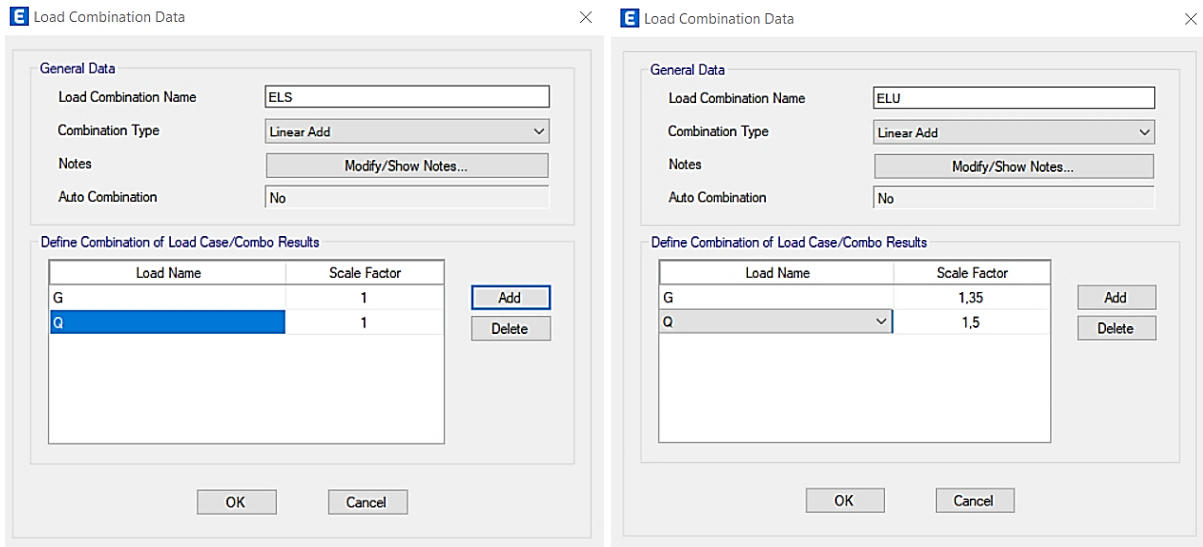 E Load Combination Data
General Data
Load Combination Name ELS
Combination Type Linear Add
Notes Modify/Show Notes...
Auto Combination No
Define Combination of Load Case/Combo Results
Load Name Scale Factor
G 1 Add
Q 1 Delete
OK Cancel
E Load Combination Data
General Data
Load Combination Name ELU
Combination Type Linear Add
Notes Modify/Show Notes...
Auto Combination No
Define Combination of Load Case/Combo Results
Load Name Scale Factor
G 1,35 Add
Q 1,5 Delete
OK Cancel